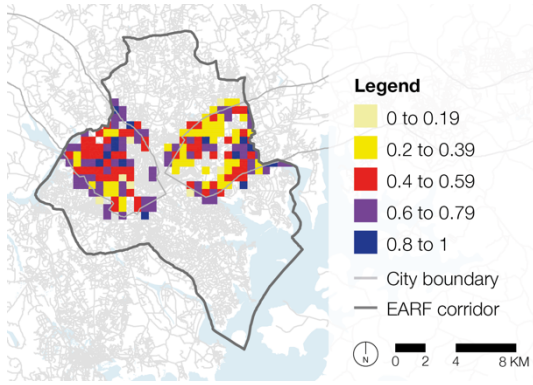 Legend
0 to 0.19
0.2 to 0.39
0.4 to 0.59
0.6 to 0.79
0.8 to 1
City boundary
EARF corridor
N
0 2 4 8 KM